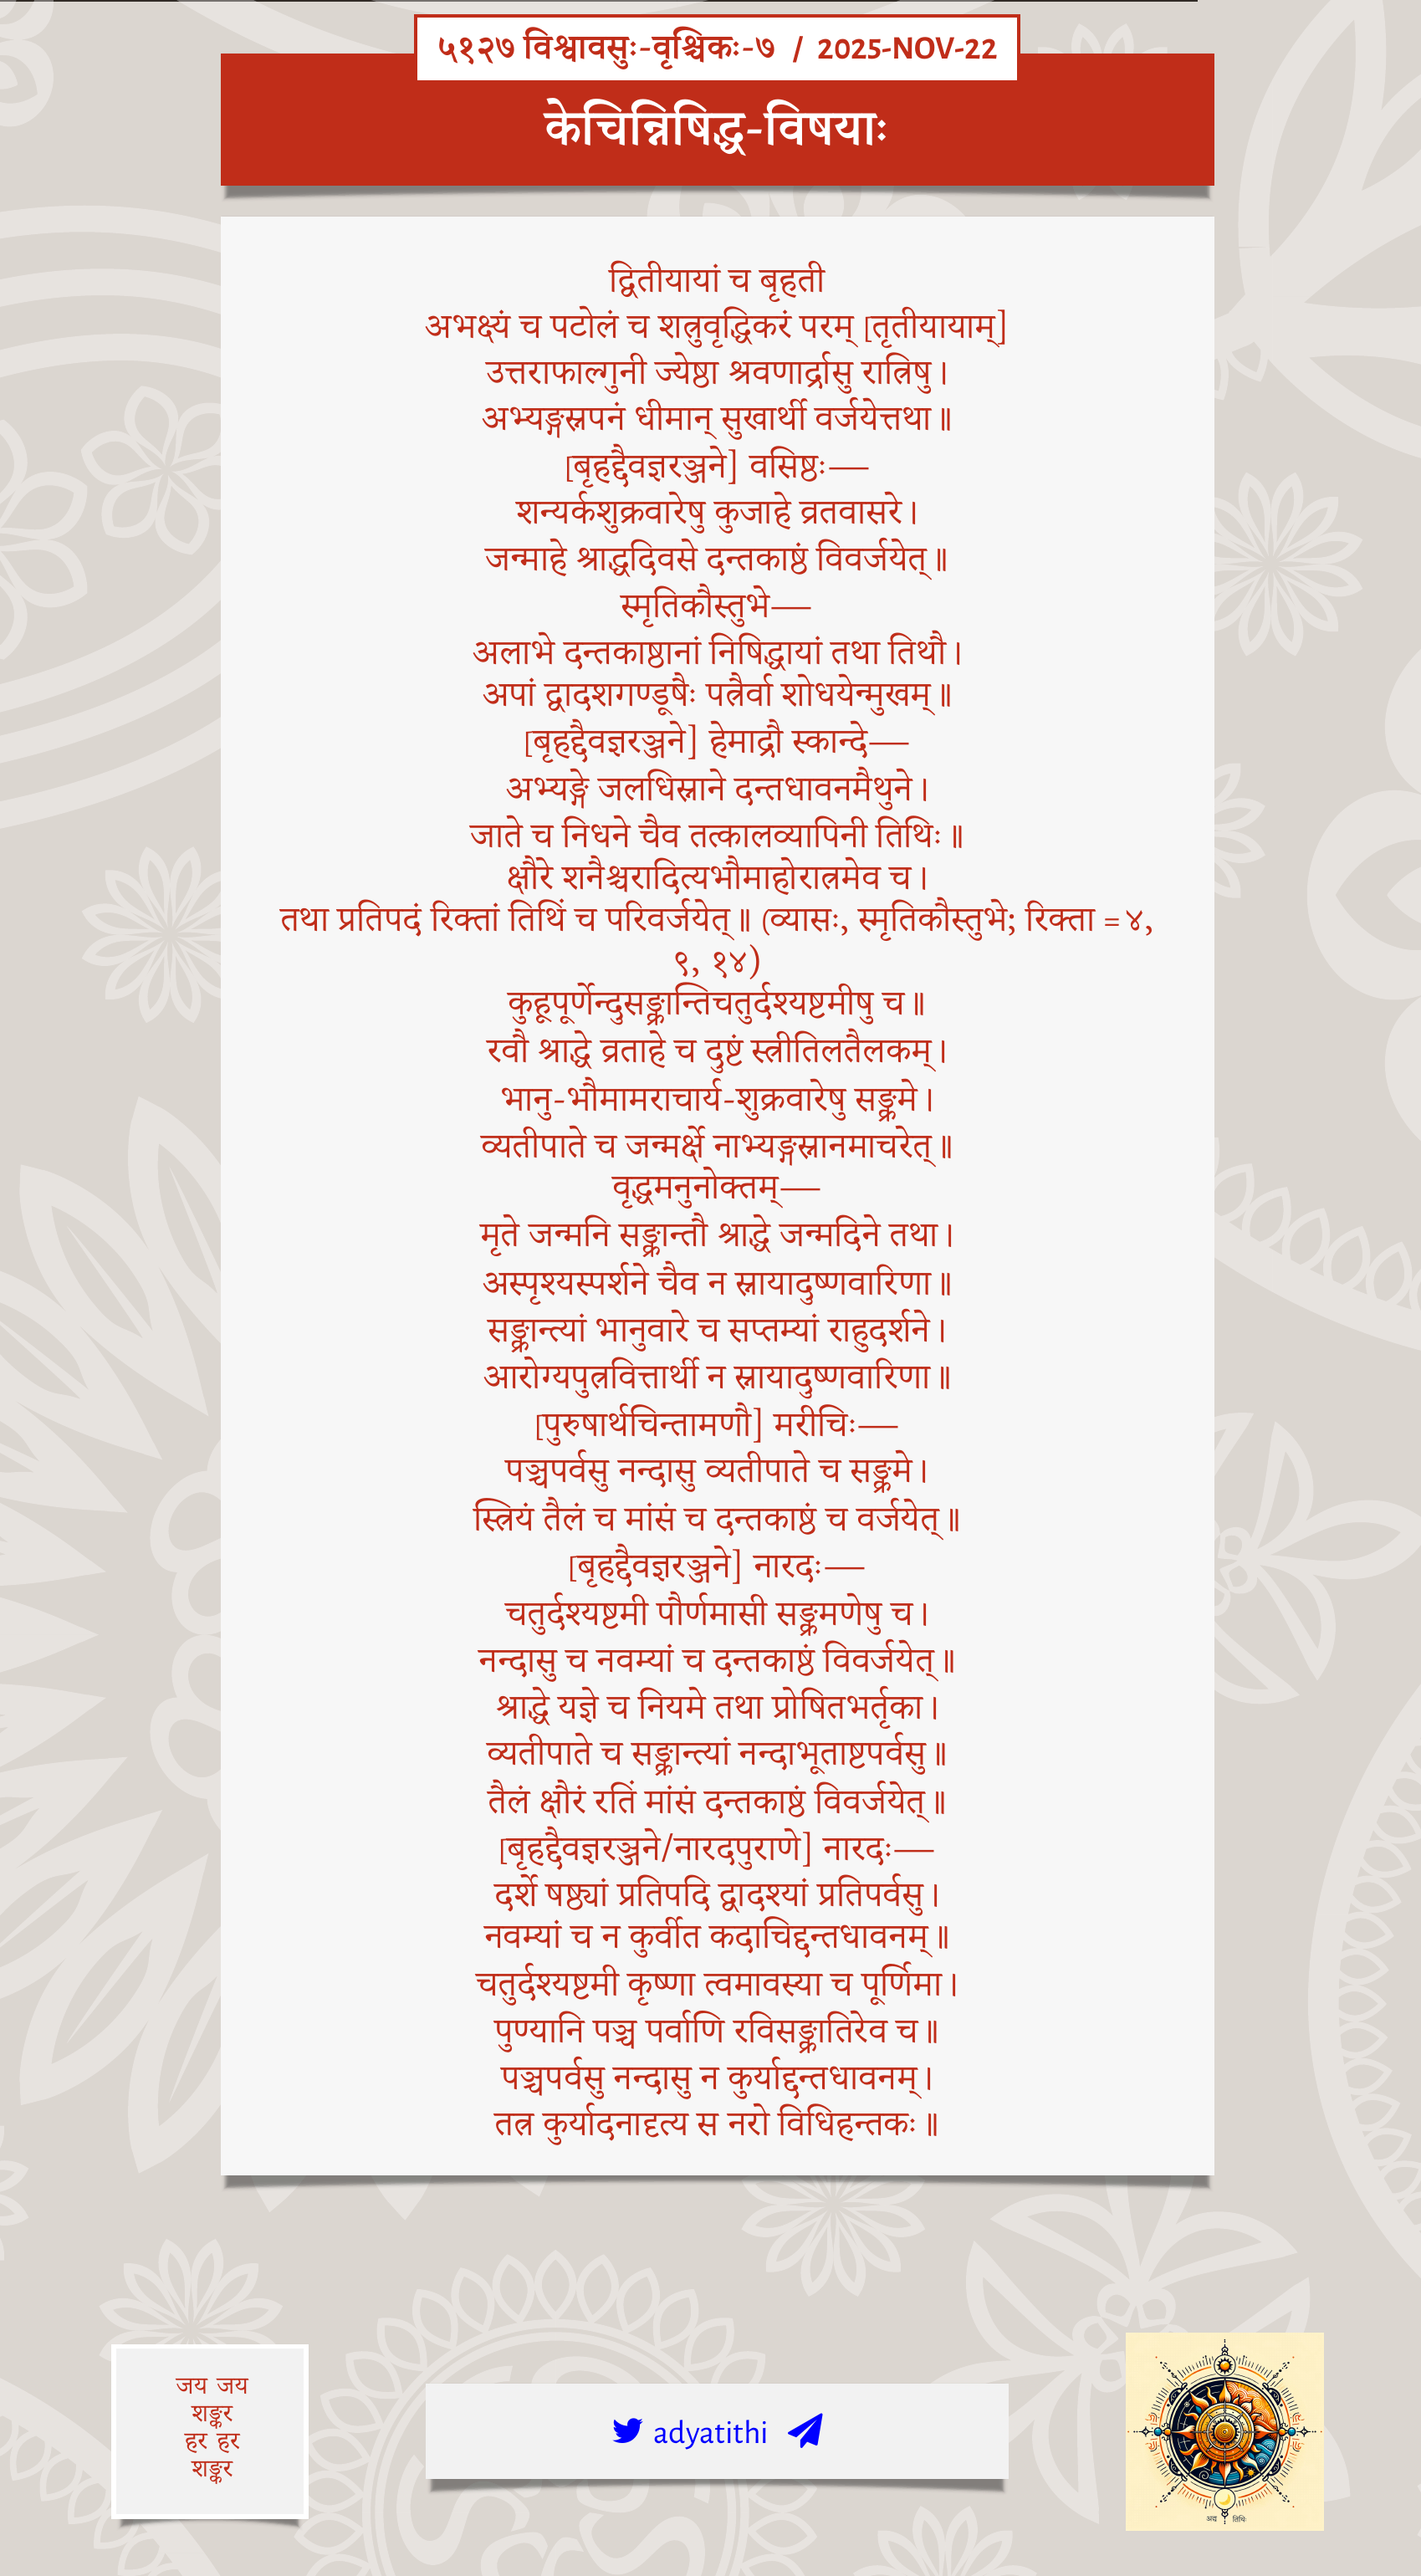 ५१२७ विश्वावसुः-वृश्चिकः-७ / 2025-NOV-22
केचिन्निषिद्ध-विषयाः
द्वितीयायां च बृहती
अभक्ष्यं च पटोलं च शत्रुवृद्धिकरं परम् [तृतीयायाम्]
उत्तराफाल्गुनी ज्येष्ठा श्रवणार्द्रासु रात्रिषु।
अभ्यङ्गस्नपनं धीमान् सुखार्थी वर्जयेत्तथा॥
[बृहद्दैवज्ञरञ्जने] वसिष्ठः—
शन्यर्कशुक्रवारेषु कुजाहे व्रतवासरे।
जन्माहे श्राद्धदिवसे दन्तकाष्ठं विवर्जयेत्॥
स्मृतिकौस्तुभे—
अलाभे दन्तकाष्ठानां निषिद्धायां तथा तिथौ।
अपां द्वादशगण्डूषैः पत्रैर्वा शोधयेन्मुखम्॥
[बृहद्दैवज्ञरञ्जने] हेमाद्रौ स्कान्दे—
अभ्यङ्गे जलधिस्नाने दन्तधावनमैथुने।
जाते च निधने चैव तत्कालव्यापिनी तिथिः॥
क्षौरे शनैश्चरादित्यभौमाहोरात्रमेव च।
तथा प्रतिपदं रिक्तां तिथिं च परिवर्जयेत्॥ (व्यासः, स्मृतिकौस्तुभे; रिक्ता = ४,
९, १४)
कुहूपूर्णेन्दुसङ्क्रान्तिचतुर्दश्यष्टमीषु च॥
रवौ श्राद्धे व्रताहे च दुष्टं स्त्रीतिलतैलकम्।
भानु-भौमामराचार्य-शुक्रवारेषु सङ्क्रमे।
व्यतीपाते च जन्मर्क्षे नाभ्यङ्गस्नानमाचरेत्॥
वृद्धमनुनोक्तम्—
मृते जन्मनि सङ्क्रान्तौ श्राद्धे जन्मदिने तथा।
अस्पृश्यस्पर्शने चैव न स्नायादुष्णवारिणा॥
सङ्क्रान्त्यां भानुवारे च सप्तम्यां राहुदर्शने।
आरोग्यपुत्रवित्तार्थी न स्नायादुष्णवारिणा॥
[पुरुषार्थचिन्तामणौ] मरीचिः—
पञ्चपर्वसु नन्दासु व्यतीपाते च सङ्क्रमे।
स्त्रियं तैलं च मांसं च दन्तकाष्ठं च वर्जयेत्॥
[बृहद्दैवज्ञरञ्जने] नारदः—
चतुर्दश्यष्टमी पौर्णमासी सङ्क्रमणेषु च।
नन्दासु च नवम्यां च दन्तकाष्ठं विवर्जयेत्॥
श्राद्धे यज्ञे च नियमे तथा प्रोषितभर्तृका।
व्यतीपाते च सङ्क्रान्त्यां नन्दाभूताष्टपर्वसु॥
तैलं क्षौरं रतिं मांसं दन्तकाष्ठं विवर्जयेत्॥
[बृहद्दैवज्ञरञ्जने/नारदपुराणे] नारदः—
दर्शे षष्ठ्यां प्रतिपदि द्वादश्यां प्रतिपर्वसु।
नवम्यां च न कुर्वीत कदाचिद्दन्तधावनम्॥
चतुर्दश्यष्टमी कृष्णा त्वमावस्या च पूर्णिमा।
पुण्यानि पञ्च पर्वाणि रविसङ्क्रातिरेव च॥
पञ्चपर्वसु नन्दासु न कुर्याद्दन्तधावनम्।
तत्र कुर्यादनादृत्य स नरो विधिहन्तकः॥
जय जय
शङ्कर
हर हर
शङ्कर
adyatithi
अद्य तिथिः